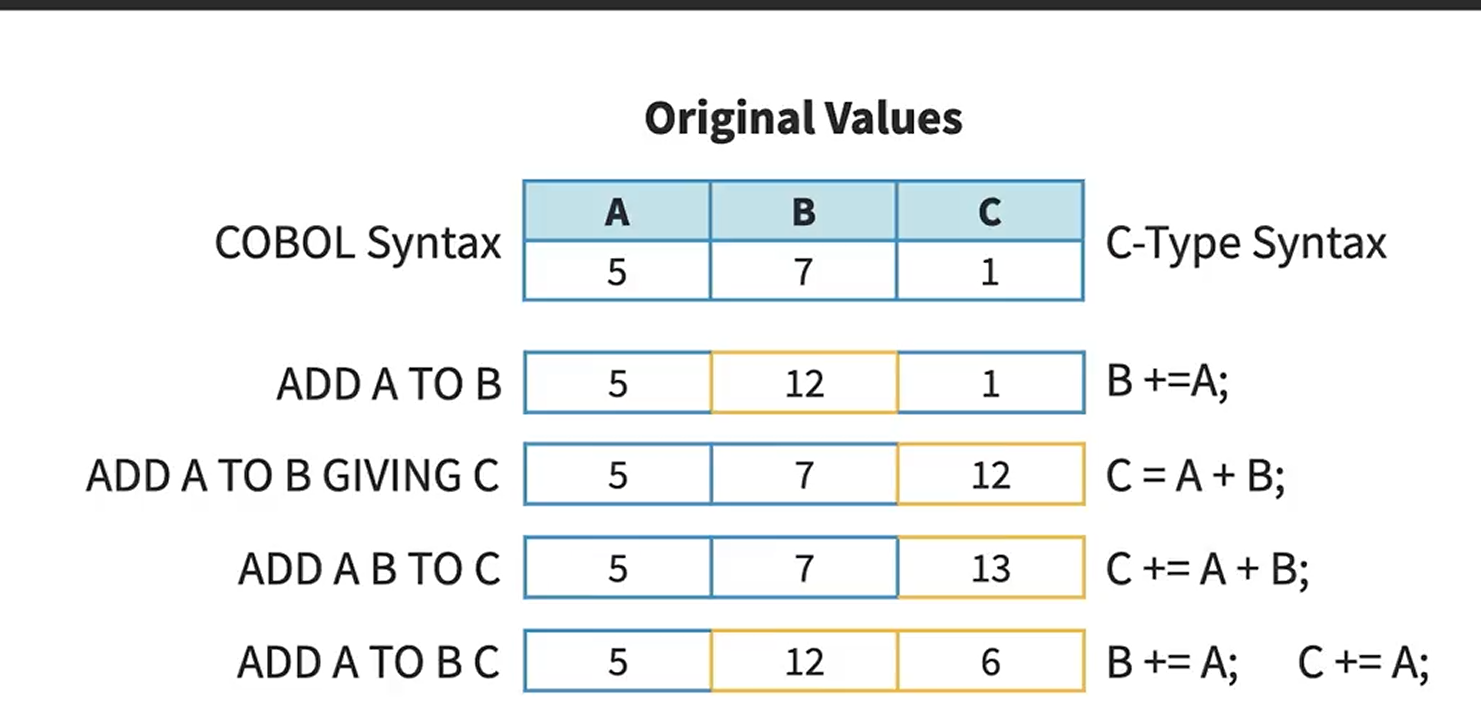 Original Values
COBOL Syntax A B C C-Type Syntax
5 7 1
ADD A TO B 5 12 1 B +=A;
ADD A TO B GIVING C 5 7 12 C = A + B;
ADD A B TO C 5 7 13 C += A + B;
ADD A TO B C 5 12 6 B += A; C += A;